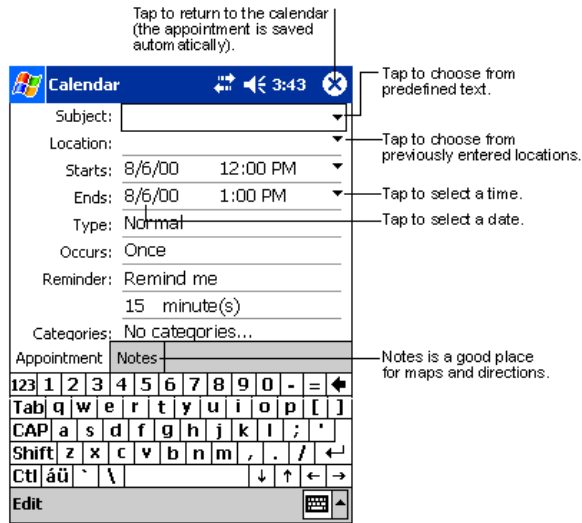 Tap to return to the calendar
(the appointment is saved
automatically).
Calendar 3:43
Tap to choose from
predefined text.
Subject:
Location:
Tap to choose from
previously entered locations.
Starts: 8/6/00 12:00 PM
Ends: 8/6/00 1:00 PM
Tap to select a time.
Tap to select a date.
Type: Normal
Occurs: Once
Reminder: Remind me
15 minute(s)
Categories: No categories...
Appointment Notes
Notes is a good place
for maps and directions.
123 1 2 3 4 5 6 7 8 9 0 - =
Tab q w e r t y u i o p [ ]
CAP a s d f g h j k l ; '
Shift z x c v b n m , . /
Ctl áü ` \
Edit